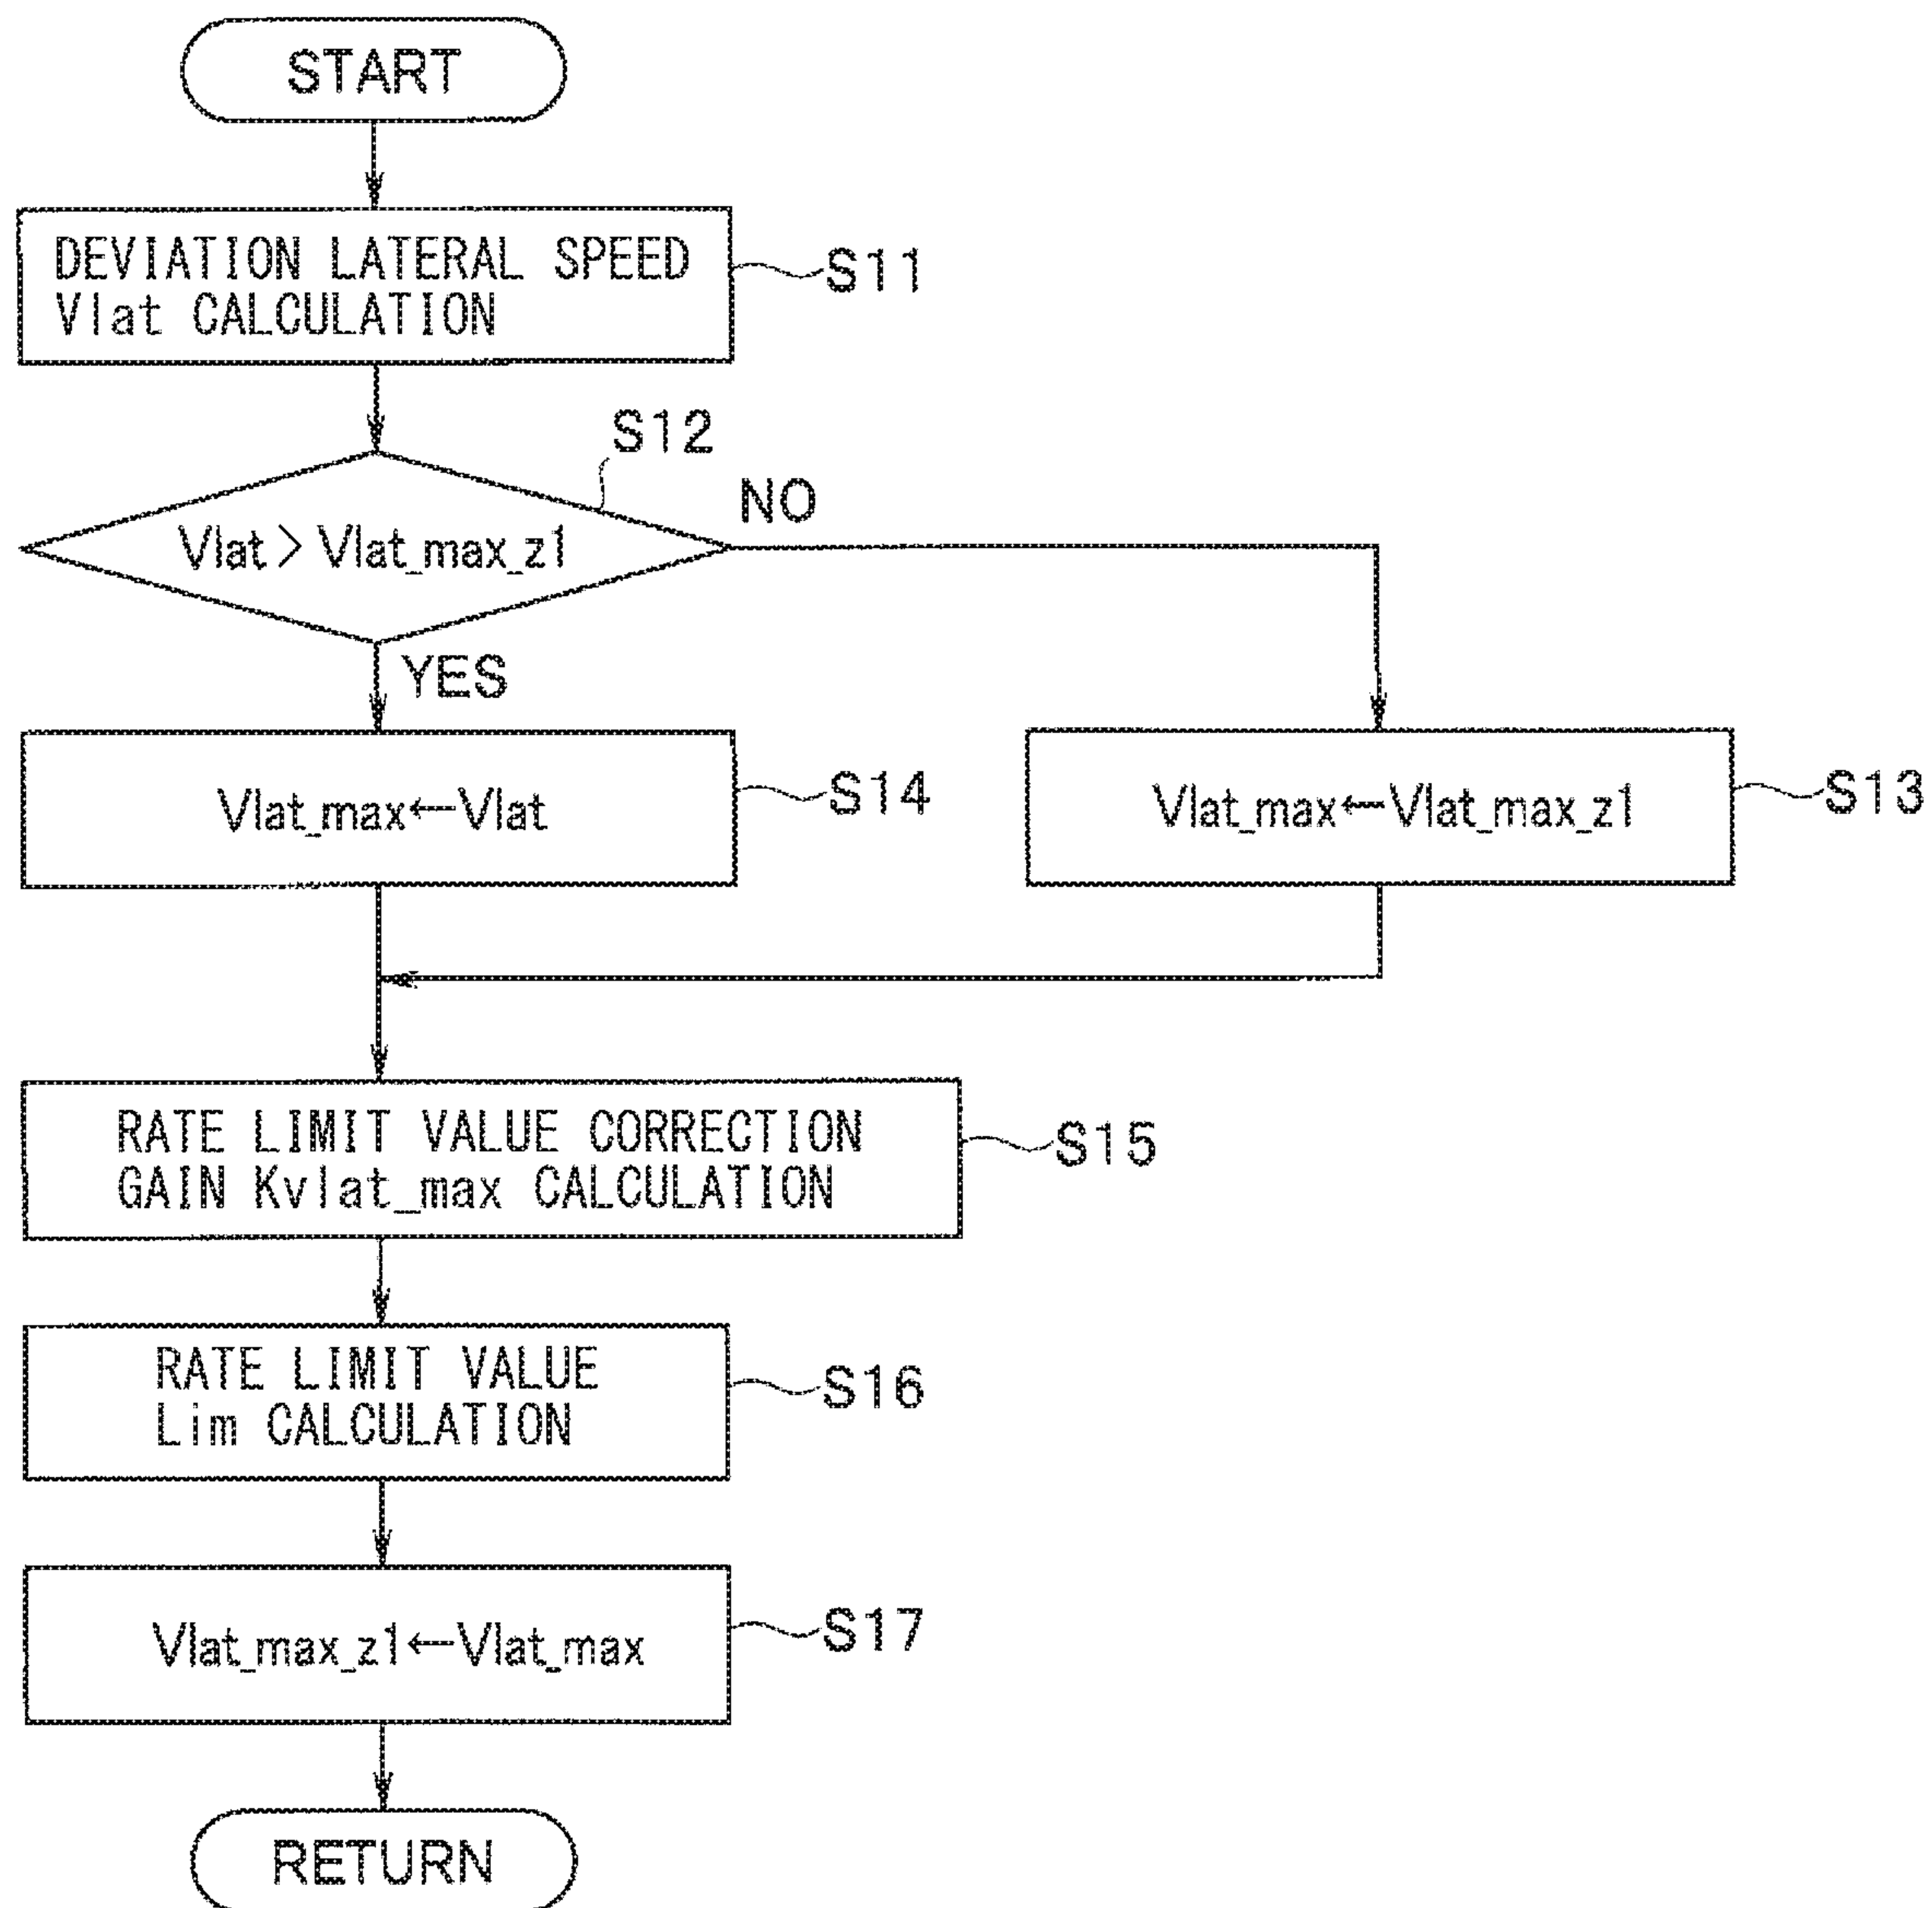 START
DEVIATION LATERAL SPEED
Vlat CALCULATION
S11
S12
Vlat > Vlat_max_z1
NO
YES
Vlat_max←Vlat
S14
Vlat_max←Vlat_max_z1
S13
RATE LIMIT VALUE CORRECTION
GAIN Kvlat_max CALCULATION
S15
RATE LIMIT VALUE
Lim CALCULATION
S16
Vlat_max_z1←Vlat_max
S17
RETURN